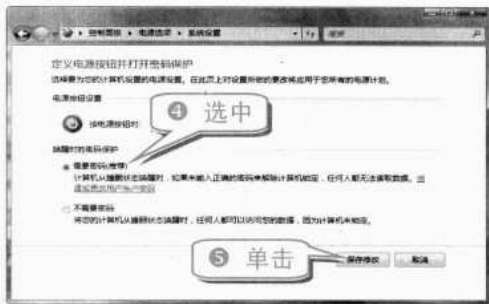 控制面板 ▸ 电源选项 ▸ 系统设置
定义电源按钮并打开密码保护
选择要为您的计算机设置的电源设置。在此页上对设置所做的更改将应用于您所有的电源计划。
电源按钮设置
按电源按钮时
❹ 选中
唤醒时的密码保护
需要密码(推荐)
计算机从睡眠状态唤醒时，如果未输入正确的密码来解除计算机锁定，任何人都无法读取数据。创
建或更改用户帐户密码
不需要密码
将您的计算机从睡眠状态唤醒时，任何人都可以访问您的数据，因为计算机未锁定。
❺ 单击
保存修改
取消